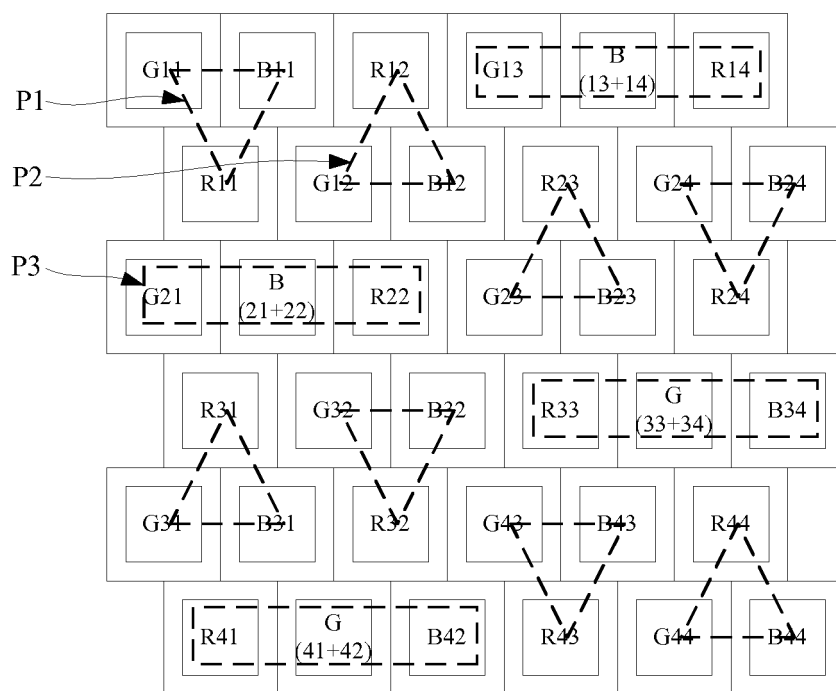 G11 B11 R12 G13 B R14
(13+14)
P1
P2
R11 G12 B12 R23 G24 B24
P3
G21 B R22 G23 B23 R24
(21+22)
R31 G32 B32 R33 G B34
(33+34)
G31 B31 R32 G43 B43 R44
R41 G B42 R43 G44 B44
(41+42)